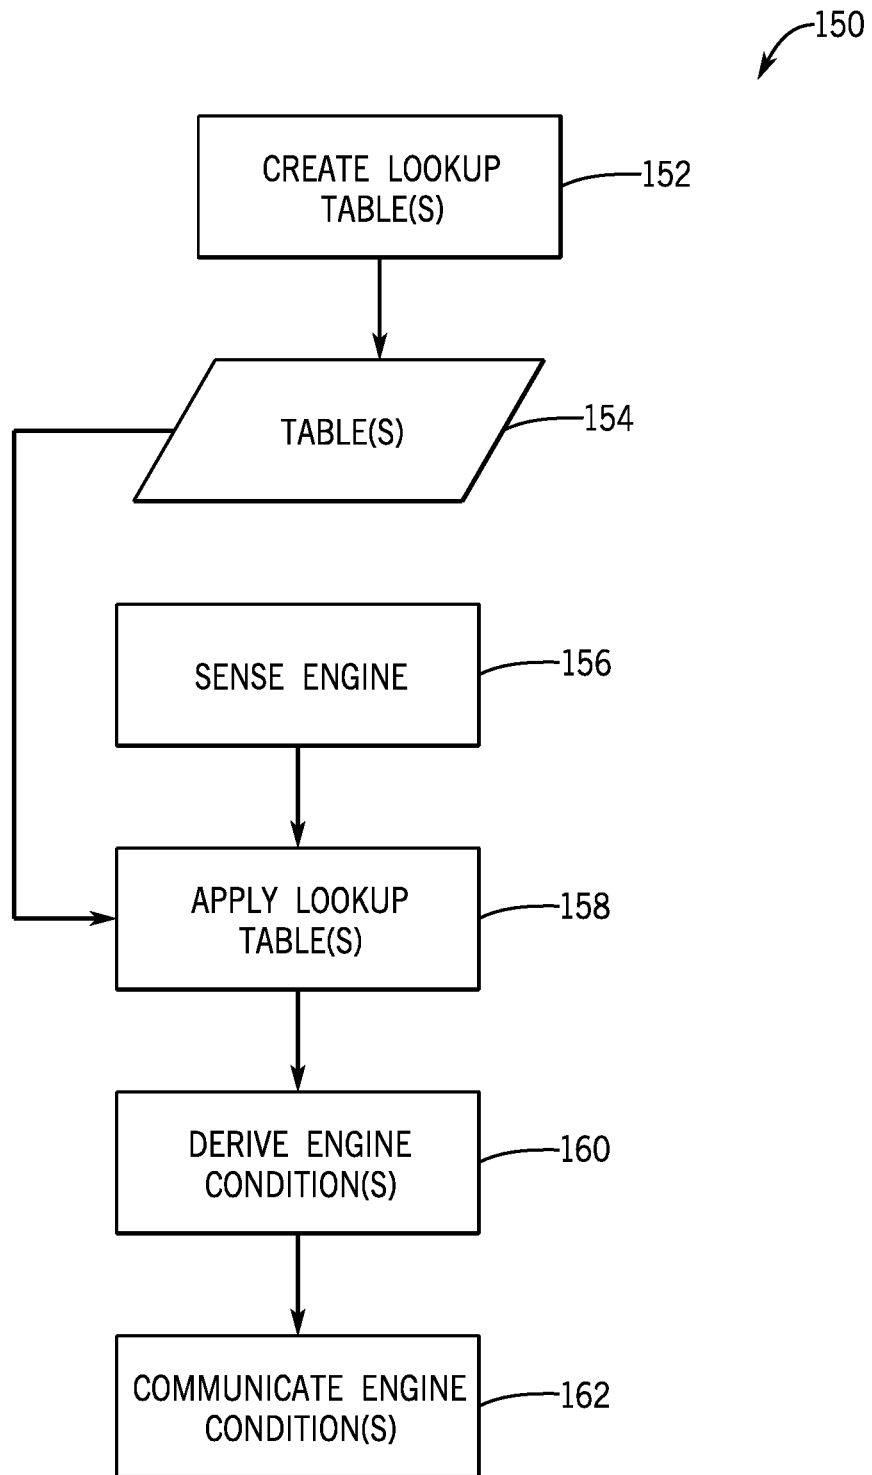 150
CREATE LOOKUP
TABLE(S)
152
TABLE(S)
154
SENSE ENGINE
156
APPLY LOOKUP
TABLE(S)
158
DERIVE ENGINE
CONDITION(S)
160
COMMUNICATE ENGINE
CONDITION(S)
162